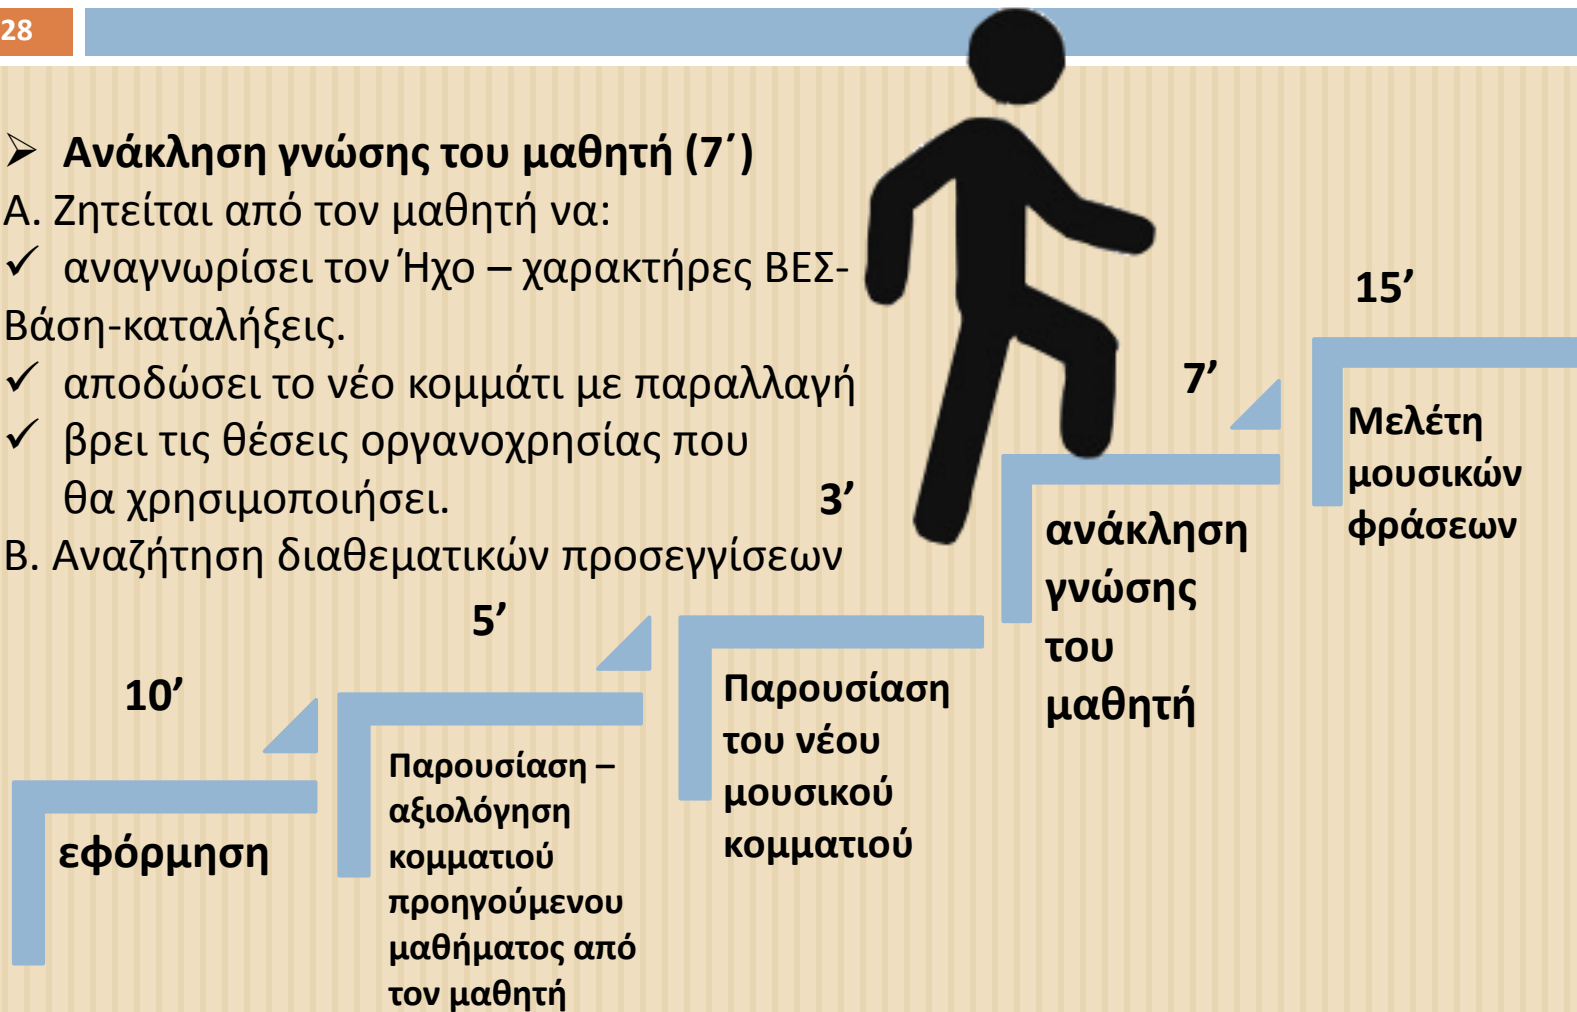 28
➢ Ανάκληση γνώσης του μαθητή (7΄)
Α. Ζητείται από τον μαθητή να:
✓ αναγνωρίσει τον Ήχο – χαρακτήρες ΒΕΣ-
Βάση-καταλήξεις.
✓ αποδώσει το νέο κομμάτι με παραλλαγή
✓ βρει τις θέσεις οργανοχρησίας που
θα χρησιμοποιήσει.
Β. Αναζήτηση διαθεματικών προσεγγίσεων
10’
εφόρμηση
5’
Παρουσίαση –
αξιολόγηση
κομματιού
προηγούμενου
μαθήματος από
τον μαθητή
3’
Παρουσίαση
του νέου
μουσικού
κομματιού
7’
ανάκληση
γνώσης
του
μαθητή
15’
Μελέτη
μουσικών
φράσεων